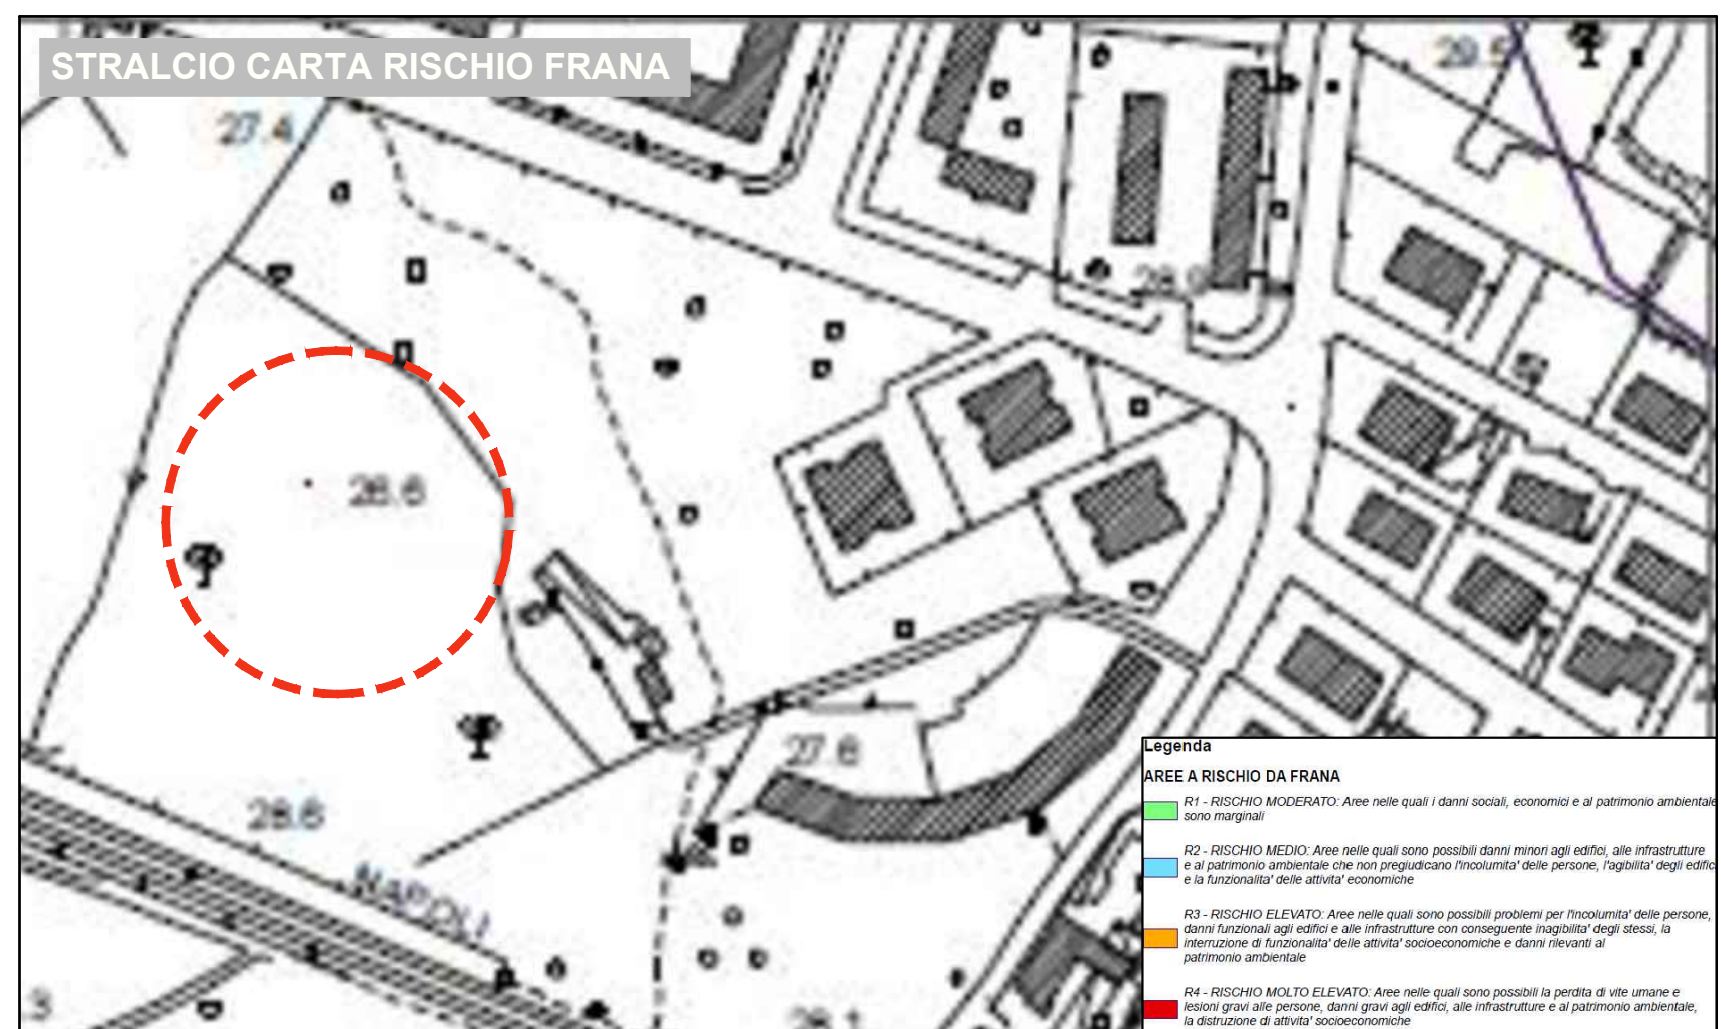 STRALCIO CARTA RISCHIO FRANA
27.4
29.5
28.6
27.6
28.6
NAPOLI
28.1
Legenda
AREE A RISCHIO DA FRANA
R1 - RISCHIO MODERATO: Aree nelle quali i danni sociali, economici e al patrimonio ambientale
sono marginali
R2 - RISCHIO MEDIO: Aree nelle quali sono possibili danni minori agli edifici, alle infrastrutture
e al patrimonio ambientale che non pregiudicano l'incolumita' delle persone, l'agibilita' degli edific
e la funzionalita' delle attivita' economiche
R3 - RISCHIO ELEVATO: Aree nelle quali sono possibili problemi per l'incolumita' delle persone,
danni funzionali agli edifici e alle infrastrutture con conseguente inagibilita' degli stessi, la
interruzione di funzionalita' delle attivita' socioeconomiche e danni rilevanti al
patrimonio ambientale
R4 - RISCHIO MOLTO ELEVATO: Aree nelle quali sono possibili la perdita di vite umane e
lesioni gravi alle persone, danni gravi agli edifici, alle infrastrutture e al patrimonio ambientale,
la distruzione di attivita' socioeconomiche